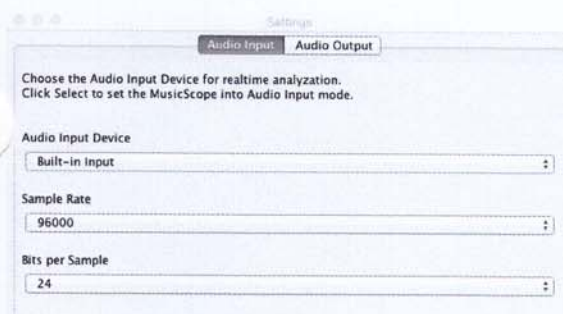 Settings
Audio Input
Audio Output
Choose the Audio Input Device for realtime analyzation.
Click Select to set the MusicScope into Audio Input mode.
Audio Input Device
Built-in Input
Sample Rate
96000
Bits per Sample
24